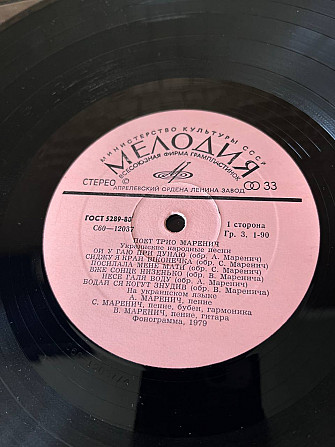 МИНИСТЕРСТВО КУЛЬТУРЫ СССР
МЕЛОДИЯ
ВСЕСОЮЗНАЯ ФИРМА ГРАМПЛАСТИНОК
СТЕРЕО
33
АПРЕЛЕВСКИЙ ОРДЕНА ЛЕНИНА ЗАВОД
ГОСТ 5289-80
С60—12037
1 сторона
Гр. 3. 1-90
ПОЕТ ТРИО МАРЕНИЧ
Украинские народные песни
ОЙ У ГАЮ ПРИ ДУНАЮ (обр. А. Маренич)
СИДЖУ Я КРАЙ ВІКОНЕЧКА (обр. С. Маренич)
ПОСИЛАЛА МЕНЕ МАТИ (обр. С. Маренич)
ВЖЕ СОНЦЕ НИЗЕНЬКО (обр. В. Маренича)
НЕСЕ ГАЛЯ ВОДУ (обр. А. Маренич)
БОДАЙ СЯ КОГУТ ЗНУДИВ (обр. В. Маренича)
На украинском языке
А. МАРЕНИЧ, пение
С. МАРЕНИЧ, пение, бубен, гармоника
В. МАРЕНИЧ, пение, гитара
Фонограмма, 1979